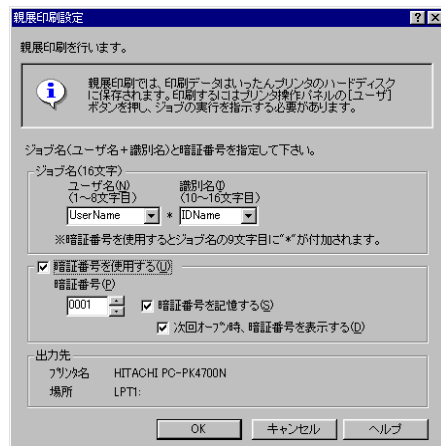 親展印刷設定
親展印刷を行います。
親展印刷では、印刷データはいったんプリンタのハードディスク
に保存されます。印刷するにはプリンタ操作パネルの[ユーザ]
ボタンを押し、ジョブの実行を指示する必要があります。
ジョブ名(ユーザ名+識別名)と暗証番号を指定して下さい。
ジョブ名(16文字)
ユーザ名(N) 識別名(I)
(1~8文字目) (10~16文字目)
UserName * IDName
※暗証番号を使用するとジョブ名の9文字目に"*"が付加されます。
暗証番号を使用する(U)
暗証番号(P)
0001 暗証番号を記憶する(S)
次回オープン時、暗証番号を表示する(D)
出力先
プリンタ名 HITACHI PC-PK4700N
場所 LPT1:
OK キャンセル ヘルプ